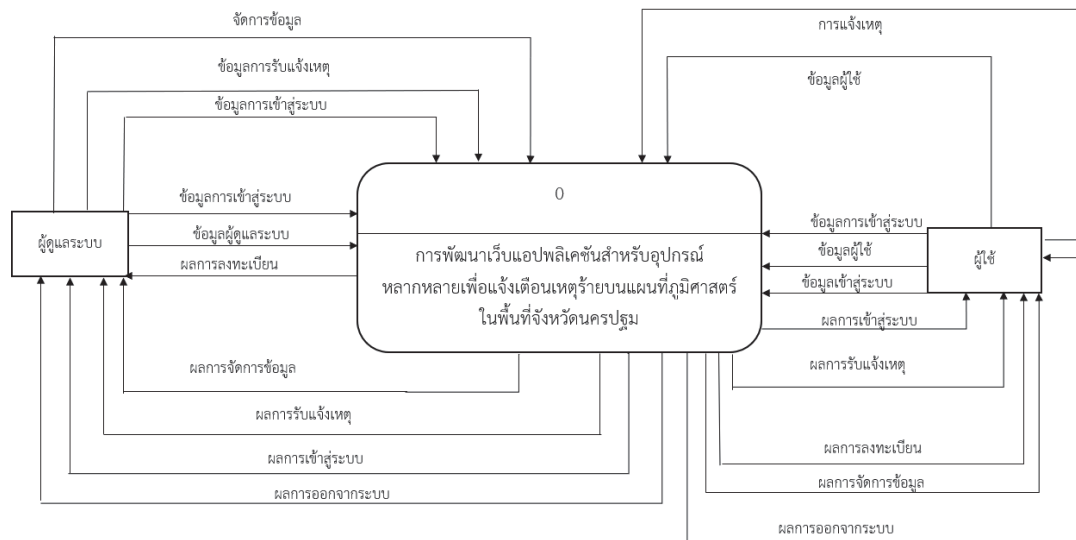 จัดการข้อมูล
การแจ้งเหตุ
ข้อมูลการรับแจ้งเหตุ
ข้อมูลผู้ใช้
ข้อมูลการเข้าสู่ระบบ
0
ข้อมูลการเข้าสู่ระบบ
ข้อมูลการเข้าสู่ระบบ
ผู้ดูแลระบบ
ข้อมูลผู้ดูแลระบบ
ข้อมูลผู้ใช้
ผู้ใช้
ผลการลงทะเบียน
การพัฒนาเว็บแอปพลิเคชันสำหรับอุปกรณ์
หลากหลายเพื่อแจ้งเตือนเหตุร้ายบนแผนที่ภูมิศาสตร์
ในพื้นที่จังหวัดนครปฐม
ข้อมูลเข้าสู่ระบบ
ผลการเข้าสู่ระบบ
ผลการจัดการข้อมูล
ผลการรับแจ้งเหตุ
ผลการรับแจ้งเหตุ
ผลการลงทะเบียน
ผลการเข้าสู่ระบบ
ผลการจัดการข้อมูล
ผลการออกจากระบบ
ผลการออกจากระบบ